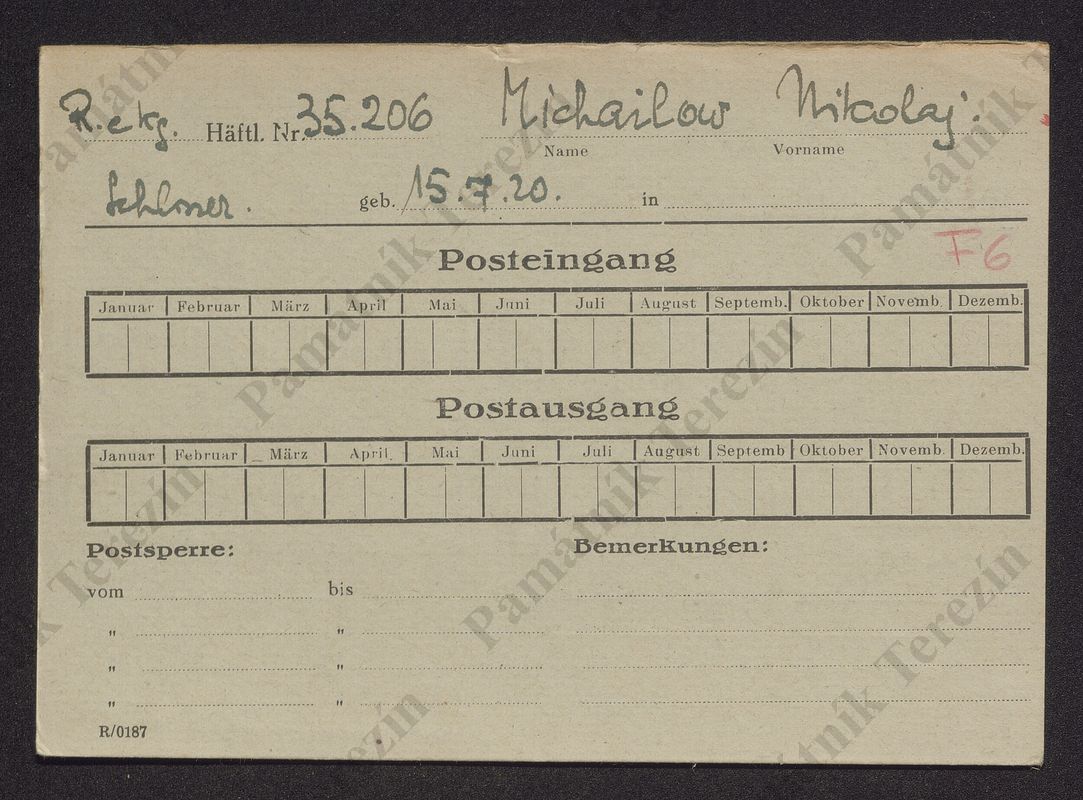 R. ekg. Häftl. Nr. 35.206 Michailow Nikolaj.
Name Vorname
geb. 15.7.20. in
F6
Posteingang
Januar Februar März April Mai Juni Juli August Septemb. Oktober Novemb. Dezemb.
Postausgang
Januar Februar März April. Mai Juni Juli August Septemb Oktober Novemb. Dezemb.
Postsperre: Bemerkungen:
vom bis
" "
" "
" "
R/0187
Památník Terezín